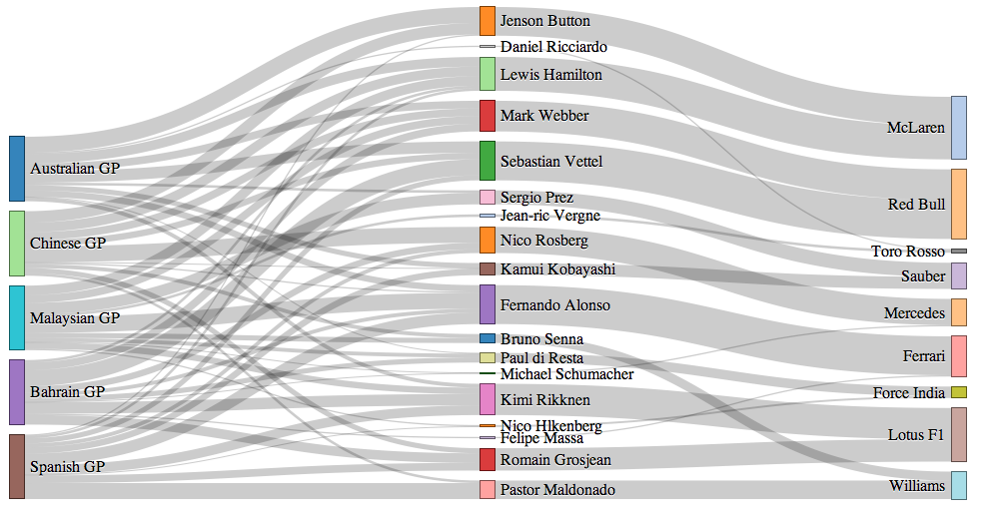 Australian GP
Chinese GP
Malaysian GP
Bahrain GP
Spanish GP
Jenson Button
Daniel Ricciardo
Lewis Hamilton
Mark Webber
Sebastian Vettel
Sergio Prez
Jean-ric Vergne
Nico Rosberg
Kamui Kobayashi
Fernando Alonso
Bruno Senna
Paul di Resta
Michael Schumacher
Kimi Rikknen
Nico Hlkenberg
Felipe Massa
Romain Grosjean
Pastor Maldonado
McLaren
Red Bull
Toro Rosso
Sauber
Mercedes
Ferrari
Force India
Lotus F1
Williams